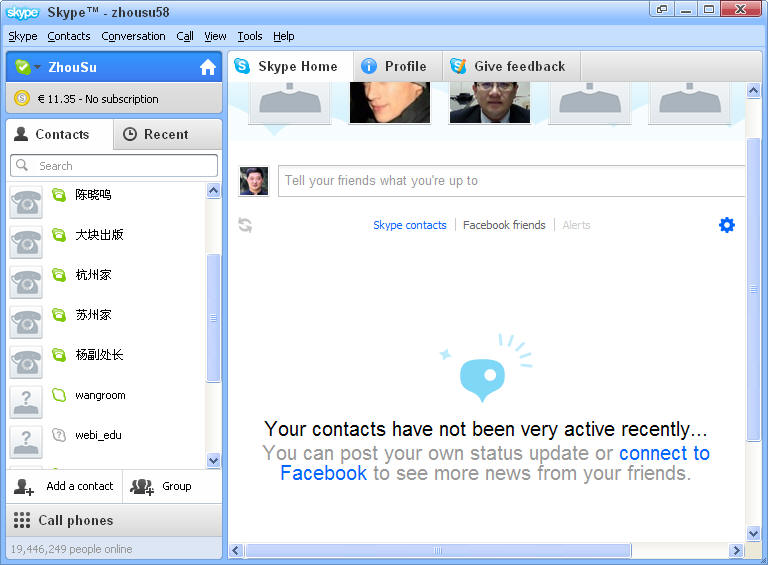 skype Skype™ - zhousu58
Skype Contacts Conversation Call View Tools Help
ZhouSu
€ 11.35 - No subscription
Contacts Recent
Search
陈晓鸣
大块出版
杭州家
苏州家
杨副处长
wangroom
webi_edu
Add a contact Group
Call phones
19,446,249 people online
Skype Home Profile Give feedback
Tell your friends what you're up to
Skype contacts Facebook friends Alerts
Your contacts have not been very active recently...
You can post your own status update or connect to
Facebook to see more news from your friends.